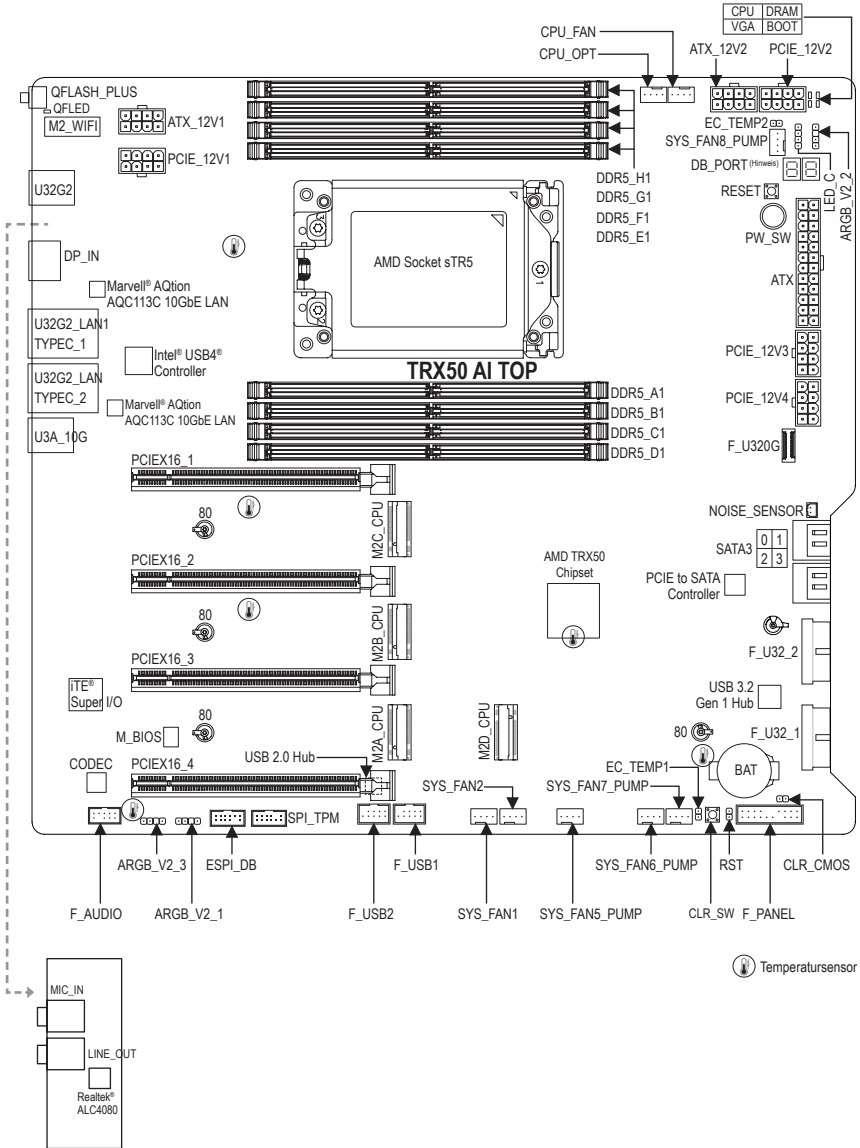 CPU DRAM
VGA BOOT
CPU_FAN
CPU_OPT
ATX_12V2
PCIE_12V2
QFLASH_PLUS
QFLED
M2_WIFI
ATX_12V1
PCIE_12V1
EC_TEMP2
SYS_FAN8_PUMP
DB_PORT (Hinweis)
LED_C
ARGB_V2_2
RESET
PW_SW
DDR5_H1
DDR5_G1
DDR5_F1
DDR5_E1
U32G2
DP_IN
AMD Socket sTR5
ATX
Marvell® AQtion
AQC113C 10GbE LAN
U32G2_LAN1
TYPEC_1
Intel® USB4®
Controller
TRX50 AI TOP
PCIE_12V3
U32G2_LAN
TYPEC_2
Marvell® AQtion
AQC113C 10GbE LAN
DDR5_A1
DDR5_B1
DDR5_C1
DDR5_D1
PCIE_12V4
U3A_10G
F_U320G
PCIEX16_1
80
M2C_CPU
NOISE_SENSOR
SATA3
0 1
2 3
PCIEX16_2
AMD TRX50
Chipset
PCIE to SATA
Controller
80
M2B_CPU
F_U32_2
PCIEX16_3
iTE®
Super I/O
USB 3.2
Gen 1 Hub
M_BIOS
80
M2A_CPU
M2D_CPU
80
F_U32_1
CODEC
PCIEX16_4
USB 2.0 Hub
EC_TEMP1
BAT
SYS_FAN2
SYS_FAN7_PUMP
SPI_TPM
ARGB_V2_3
ESPI_DB
F_USB1
SYS_FAN6_PUMP
RST
CLR_CMOS
F_AUDIO
ARGB_V2_1
F_USB2
SYS_FAN1
SYS_FAN5_PUMP
CLR_SW
F_PANEL
Temperatursensor
MIC_IN
LINE_OUT
Realtek®
ALC4080